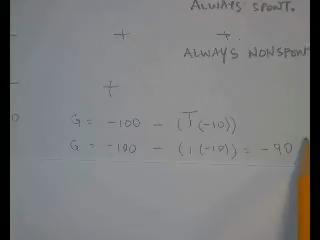 ALWAYS SPONT.
+ +.
ALWAYS NONSPONT
+
G = -100 - (T(-10))
G = -100 - (1(-10)) = -90